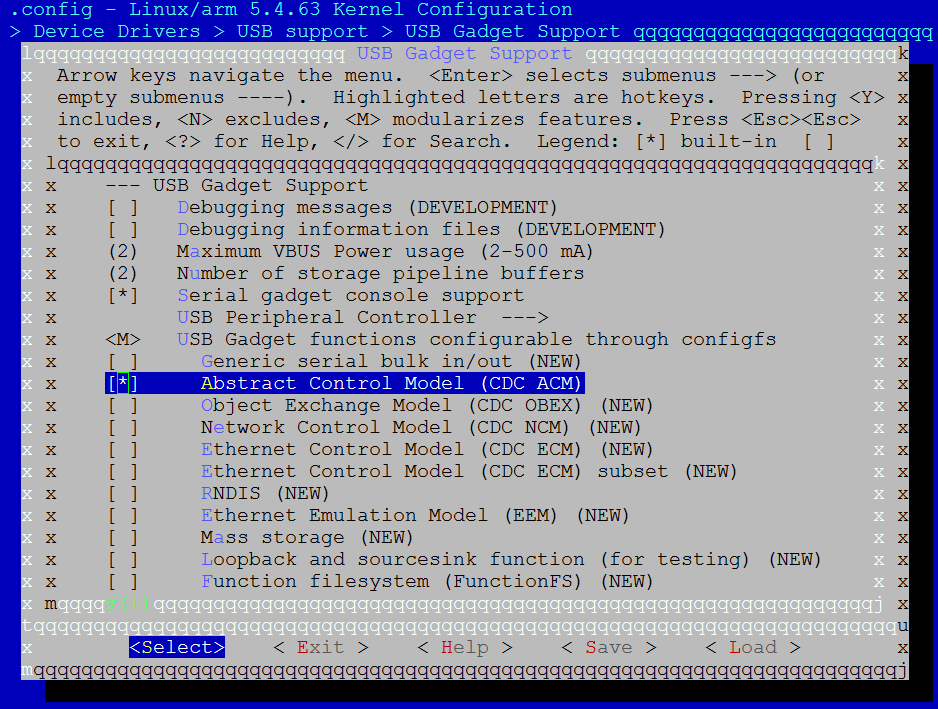 .config - Linux/arm 5.4.63 Kernel Configuration
> Device Drivers > USB support > USB Gadget Support qqqqqqqqqqqqqqqqqqqqqqqqq
lqqqqqqqqqqqqqqqqqqqqqqqqqq USB Gadget Support qqqqqqqqqqqqqqqqqqqqqqqqqqk
x  Arrow keys navigate the menu.  <Enter> selects submenus ---> (or      x
x  empty submenus ----).  Highlighted letters are hotkeys.  Pressing <Y> x
x  includes, <N> excludes, <M> modularizes features.  Press <Esc><Esc>   x
x  to exit, <?> for Help, </> for Search.  Legend: [*] built-in  [ ]     x
x lqqqqqqqqqqqqqqqqqqqqqqqqqqqqqqqqqqqqqqqqqqqqqqqqqqqqqqqqqqqqqqqqqqqqk x
x x    --- USB Gadget Support                                          x x
x x    [ ]   Debugging messages (DEVELOPMENT)                          x x
x x    [ ]   Debugging information files (DEVELOPMENT)                 x x
x x    (2)   Maximum VBUS Power usage (2-500 mA)                       x x
x x    (2)   Number of storage pipeline buffers                        x x
x x    [*]   Serial gadget console support                             x x
x x          USB Peripheral Controller  --->                           x x
x x    <M>   USB Gadget functions configurable through configfs        x x
x x    [ ]     Generic serial bulk in/out (NEW)                        x x
x x    [*]     Abstract Control Model (CDC ACM)                        x x
x x    [ ]     Object Exchange Model (CDC OBEX) (NEW)                  x x
x x    [ ]     Network Control Model (CDC NCM) (NEW)                   x x
x x    [ ]     Ethernet Control Model (CDC ECM) (NEW)                  x x
x x    [ ]     Ethernet Control Model (CDC ECM) subset (NEW)           x x
x x    [ ]     RNDIS (NEW)                                             x x
x x    [ ]     Ethernet Emulation Model (EEM) (NEW)                    x x
x x    [ ]     Mass storage (NEW)                                      x x
x x    [ ]     Loopback and sourcesink function (for testing) (NEW)    x x
x x    [ ]     Function filesystem (FunctionFS) (NEW)                  x x
x mqqqqv(+)qqqqqqqqqqqqqqqqqqqqqqqqqqqqqqqqqqqqqqqqqqqqqqqqqqqqqqqqqqqqj x
tqqqqqqqqqqqqqqqqqqqqqqqqqqqqqqqqqqqqqqqqqqqqqqqqqqqqqqqqqqqqqqqqqqqqqqqqu
x        <Select>    < Exit >    < Help >    < Save >    < Load >        x
mqqqqqqqqqqqqqqqqqqqqqqqqqqqqqqqqqqqqqqqqqqqqqqqqqqqqqqqqqqqqqqqqqqqqqqqqj